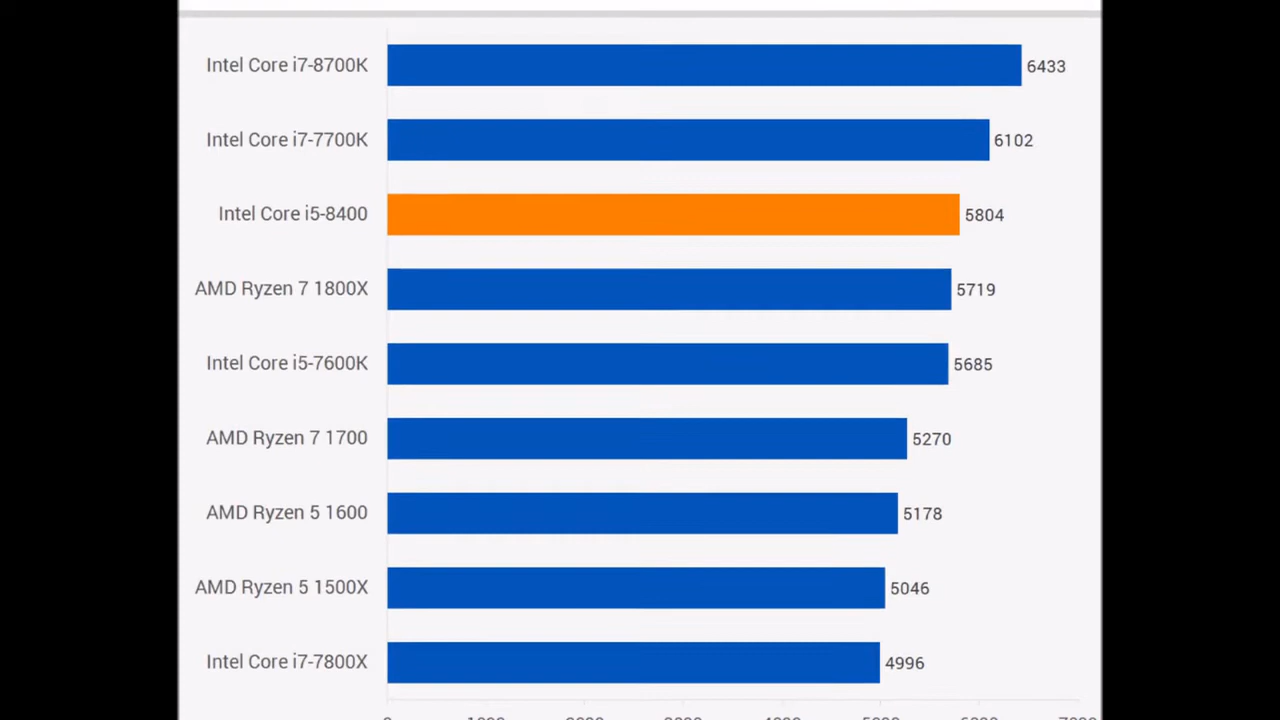 Intel Core i7-8700K 6433
Intel Core i7-7700K 6102
Intel Core i5-8400 5804
AMD Ryzen 7 1800X 5719
Intel Core i5-7600K 5685
AMD Ryzen 7 1700 5270
AMD Ryzen 5 1600 5178
AMD Ryzen 5 1500X 5046
Intel Core i7-7800X 4996